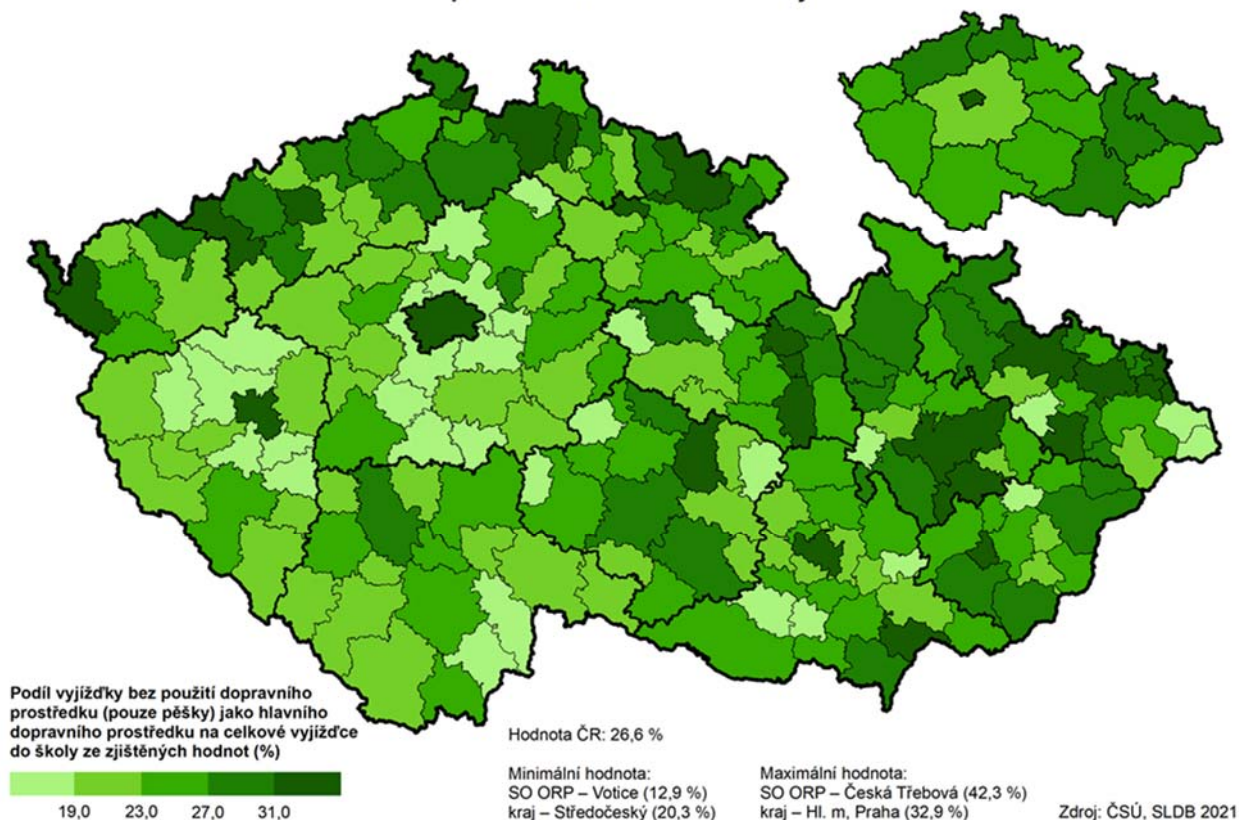 Podíl vyjížďky bez použití dopravního
prostředku (pouze pěšky) jako hlavního
dopravního prostředku na celkové vyjížďce
do školy ze zjištěných hodnot (%)
19,0 23,0 27,0 31,0
Hodnota ČR: 26,6 %
Minimální hodnota:
SO ORP – Votice (12,9 %)
kraj – Středočeský (20,3 %)
Maximální hodnota:
SO ORP – Česká Třebová (42,3 %)
kraj – Hl. m, Praha (32,9 %)
Zdroj: ČSÚ, SLDB 2021